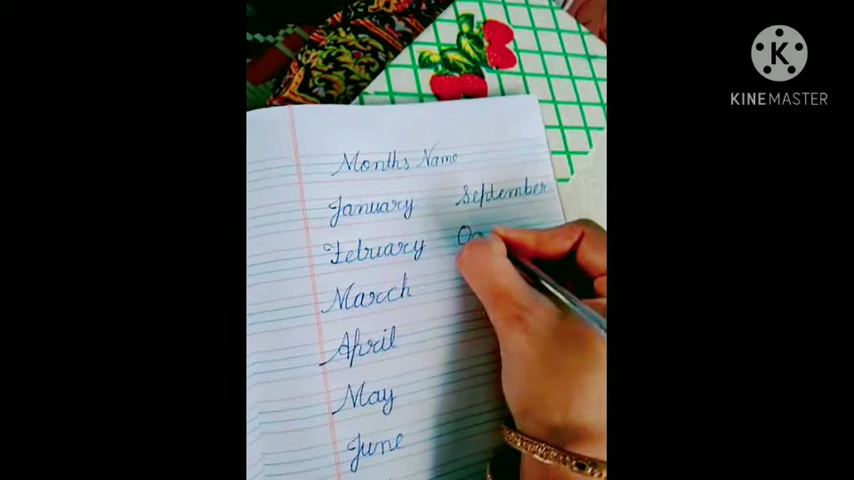 Months Name
January
February
March
April
May
June
September
KINEMASTER